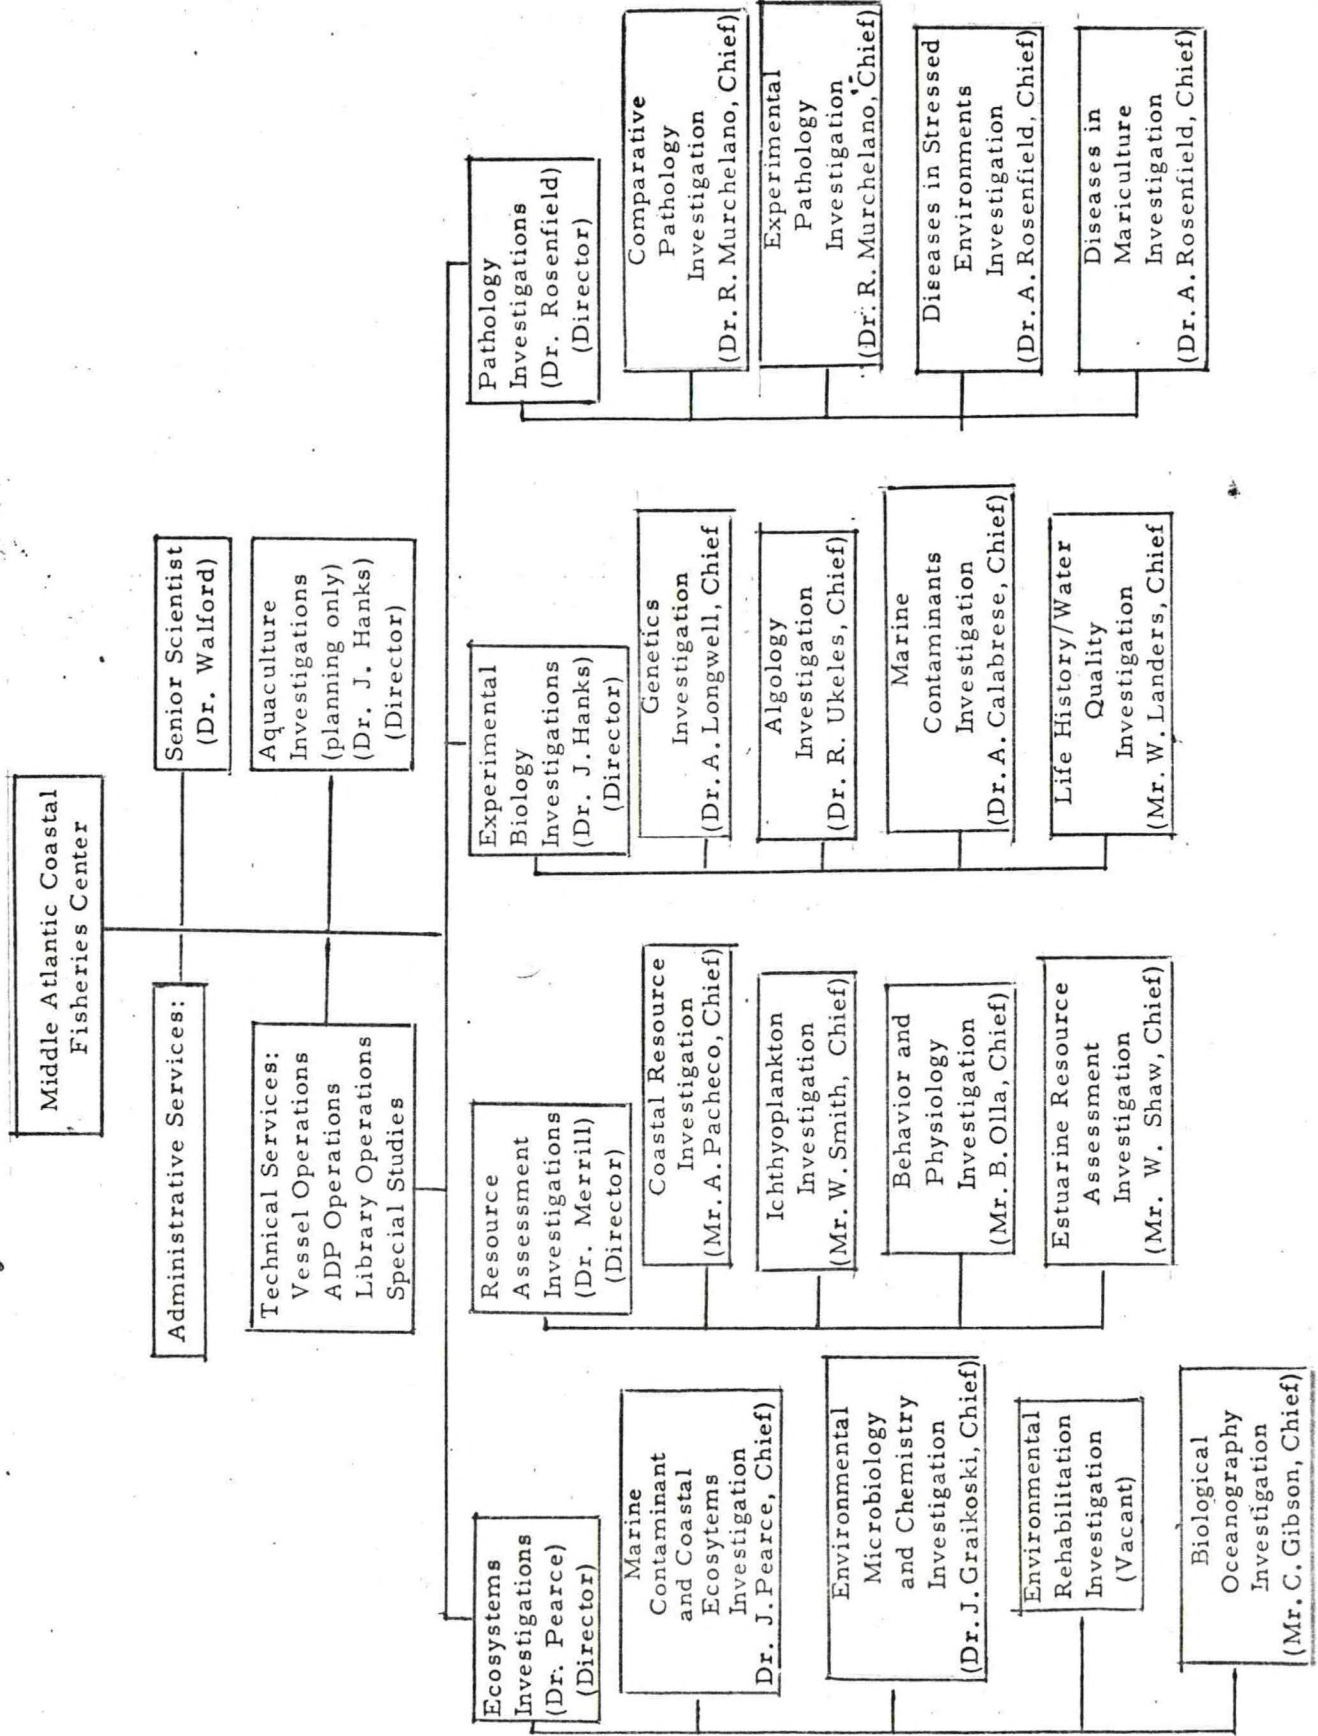 Middle Atlantic Coastal
Fisheries Center
Administrative Services:
Senior Scientist
(Dr. Walford)
Technical Services:
Vessel Operations
ADP Operations
Library Operations
Special Studies
Aquaculture
Investigations
(planning only)
(Dr. J. Hanks)
(Director)
Ecosystems
Investigations
(Dr. Pearce)
(Director)
Marine
Contaminant
and Coastal
Ecosytems
Investigation
Dr. J. Pearce, Chief)
Environmental
Microbiology
and Chemistry
Investigation
(Dr. J. Graikoski, Chief)
Environmental
Rehabilitation
Investigation
(Vacant)
Biological
Oceanography
Investigation
(Mr. C. Gibson, Chief)
Resource
Assessment
Investigations
(Dr. Merrill)
(Director)
Coastal Resource
Investigation
(Mr. A. Pacheco, Chief)
Ichthyoplankton
Investigation
(Mr. W. Smith, Chief)
Behavior and
Physiology
Investigation
(Mr. B. Olla, Chief)
Estuarine Resource
Assessment
Investigation
(Mr. W. Shaw, Chief)
Experimental
Biology
Investigations
(Dr. J. Hanks)
(Director)
Genetics
Investigation
(Dr. A. Longwell, Chief
Algology
Investigation
(Dr. R. Ukeles, Chief)
Marine
Contaminants
Investigation
(Dr. A. Calabrese, Chief)
Life History/Water
Quality
Investigation
(Mr. W. Landers, Chief
Pathology
Investigations
(Dr. Rosenfield)
(Director)
Comparative
Pathology
Investigation
(Dr. R. Murchelano, Chief)
Experimental
Pathology
Investigation
(Dr. R. Murchelano, Chief)
Diseases in Stressed
Environments
Investigation
(Dr. A. Rosenfield, Chief)
Diseases in
Mariculture
Investigation
(Dr. A. Rosenfield, Chief)